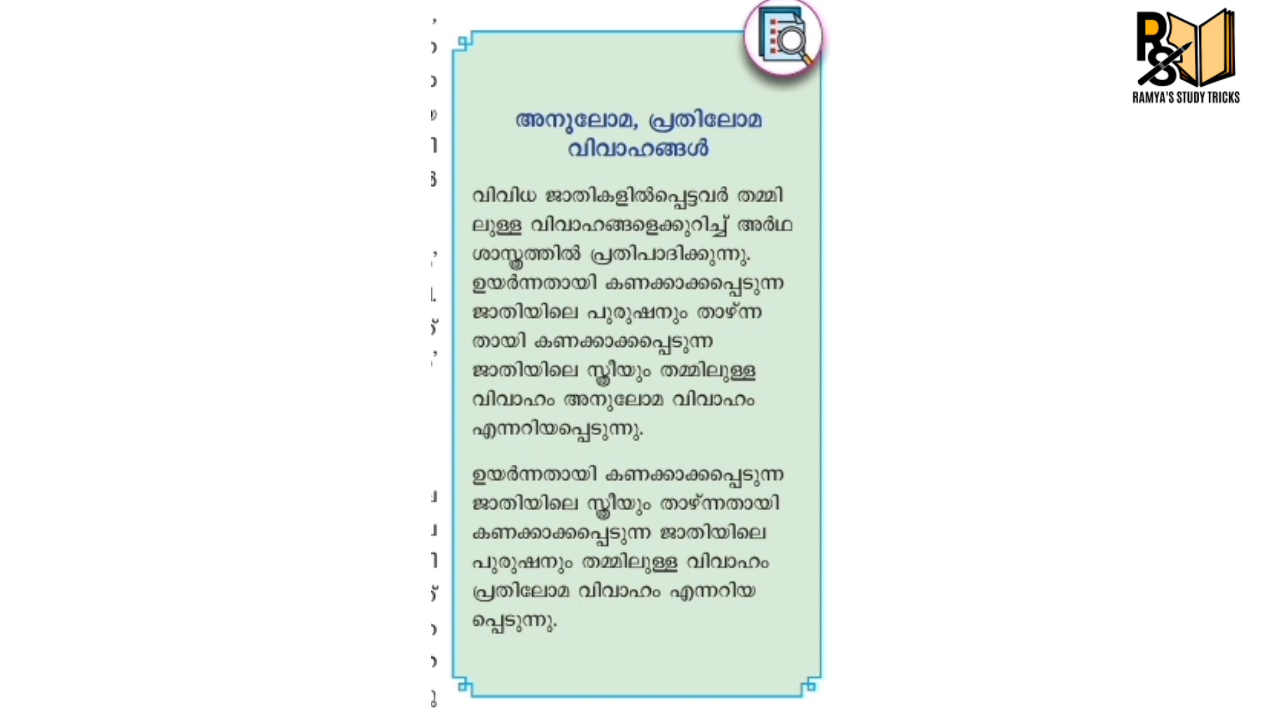 RS
RAMYA'S STUDY TRICKS
അനുലോമ, പ്രതിലോമ
വിവാഹങ്ങൾ
വിവിധ ജാതികളിൽപ്പെട്ടവർ തമ്മി
ലുള്ള വിവാഹങ്ങളെക്കുറിച്ച് അർഥ
ശാസ്ത്രത്തിൽ പ്രതിപാദിക്കുന്നു.
ഉയർന്നതായി കണക്കാക്കപ്പെടുന്ന
ജാതിയിലെ പുരുഷനും താഴ്ന്ന
തായി കണക്കാക്കപ്പെടുന്ന
ജാതിയിലെ സ്ത്രീയും തമ്മിലുള്ള
വിവാഹം അനുലോമ വിവാഹം
എന്നറിയപ്പെടുന്നു.
ഉയർന്നതായി കണക്കാക്കപ്പെടുന്ന
ജാതിയിലെ സ്ത്രീയും താഴ്ന്നതായി
കണക്കാക്കപ്പെടുന്ന ജാതിയിലെ
പുരുഷനും തമ്മിലുള്ള വിവാഹം
പ്രതിലോമ വിവാഹം എന്നറിയ
പ്പെടുന്നു.